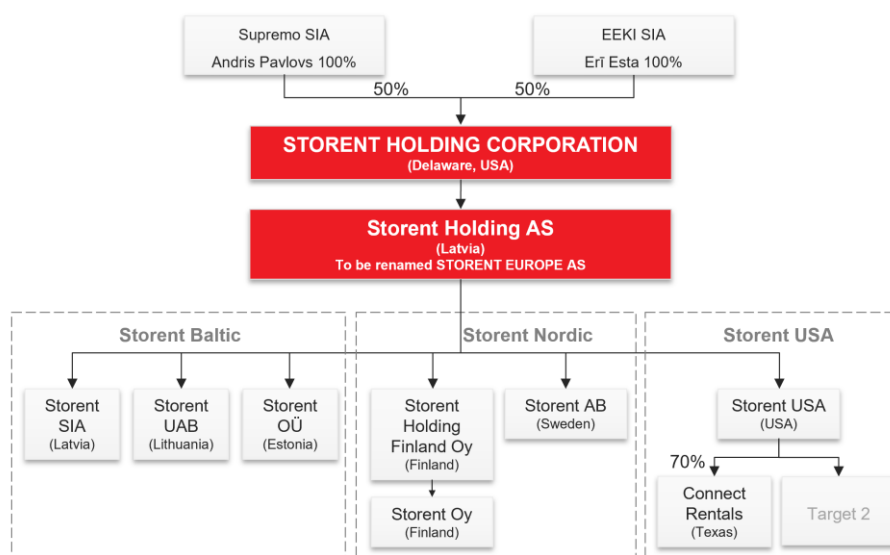 Supremo SIA
Andris Pavlovs 100%
EEKI SIA
Erī Esta 100%
50%
50%
STORENT HOLDING CORPORATION
(Delaware, USA)
Storent Holding AS
(Latvia)
To be renamed STORENT EUROPE AS
Storent Baltic
Storent Nordic
Storent USA
Storent
SIA
(Latvia)
Storent
UAB
(Lithuania)
Storent
OÜ
(Estonia)
Storent
Holding
Finland Oy
(Finland)
Storent AB
(Sweden)
Storent USA
(USA)
Storent Oy
(Finland)
70%
Connect
Rentals
(Texas)
Target 2